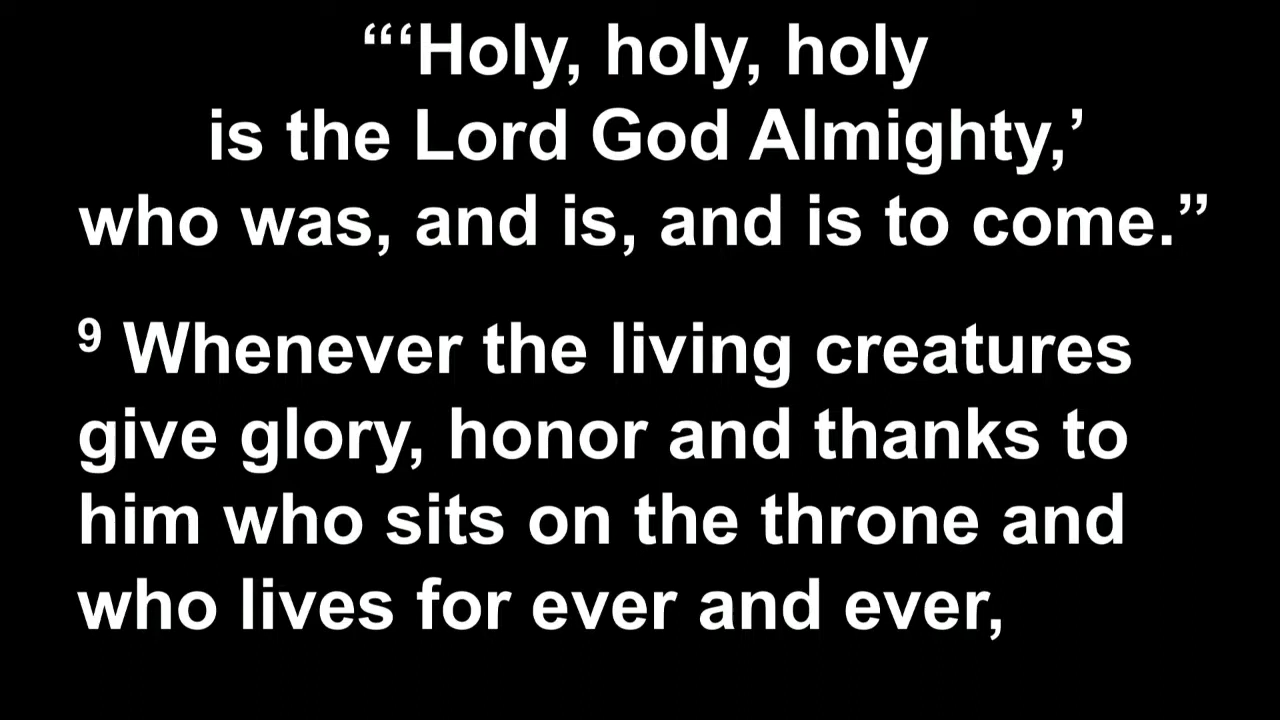 “‘Holy, holy, holy
is the Lord God Almighty,’
who was, and is, and is to come.”
9 Whenever the living creatures
give glory, honor and thanks to
him who sits on the throne and
who lives for ever and ever,